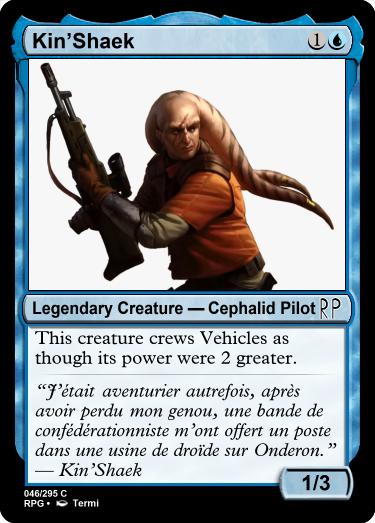 Kin'Shaek
1
Legendary Creature — Cephalid Pilot RP
This creature crews Vehicles as
though its power were 2 greater.
“J'était aventurier autrefois, après
avoir perdu mon genou, une bande de
confédérationniste m'ont offert un poste
dans une usine de droïde sur Onderon.”
— Kin'Shaek
1/3
046/295 C
RPG • Termi